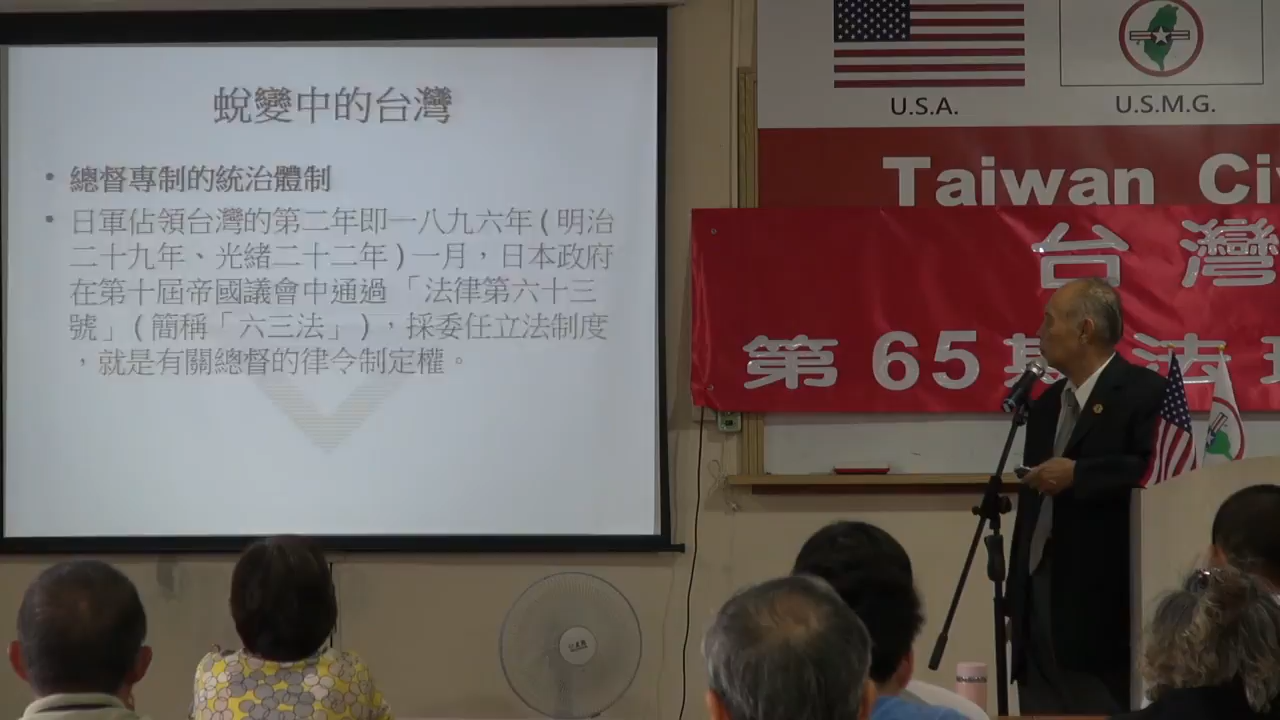 蛻變中的台灣
• 總督專制的統治體制
• 日軍佔領台灣的第二年即一八九六年(明治
二十九年、光緒二十二年)一月，日本政府
在第十屆帝國議會中通過「法律第六十三
號」(簡稱「六三法」)，採委任立法制度
，就是有關總督的律令制定權。
U.S.A.
U.S.M.G.
Taiwan Ci
台灣
第65期法